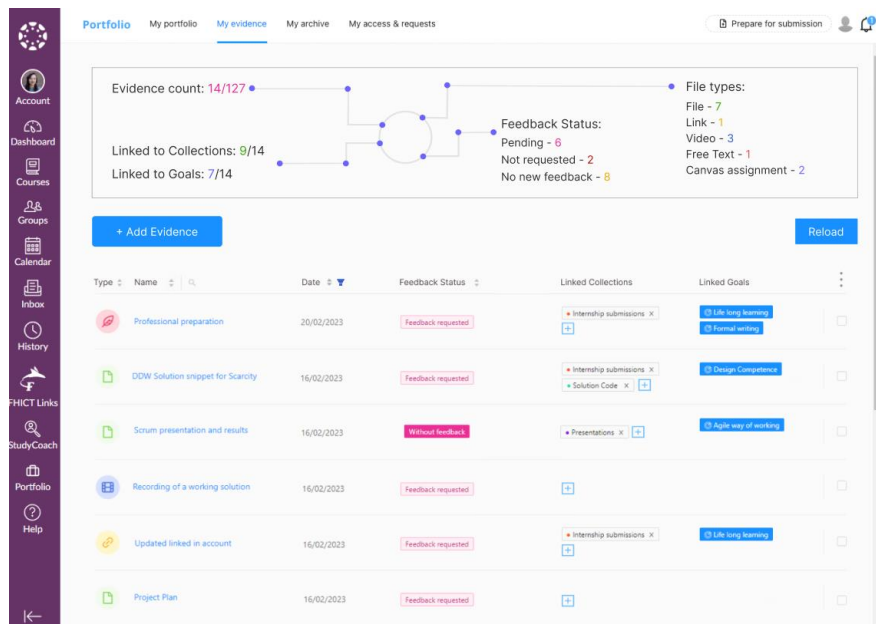 Portfolio My portfolio My evidence My archive My access & requests Prepare for submission 1
Account
Dashboard
Courses
Groups
Calendar
Inbox
History
FHICT Links
StudyCoach
Portfolio
Help
Evidence count: 14/127
Linked to Collections: 9/14
Linked to Goals: 7/14
Feedback Status:
Pending - 6
Not requested - 2
No new feedback - 8
File types:
File - 7
Link - 1
Video - 3
Free Text - 1
Canvas assignment - 2
+ Add Evidence Reload
Type Name Date Feedback Status Linked Collections Linked Goals
Professional preparation 20/02/2023 Feedback requested Internship submissions x Life long learning
+ Formal writing
DDW Solution snippet for Scarcity 16/02/2023 Feedback requested Internship submissions x Design Competence
Solution Code x +
Scrum presentation and results 16/02/2023 Without feedback Presentations x + Agile way of working
Recording of a working solution 16/02/2023 Feedback requested +
Updated linked in account 16/02/2023 Feedback requested Internship submissions x Life long learning
+
Project Plan 16/02/2023 Feedback requested +